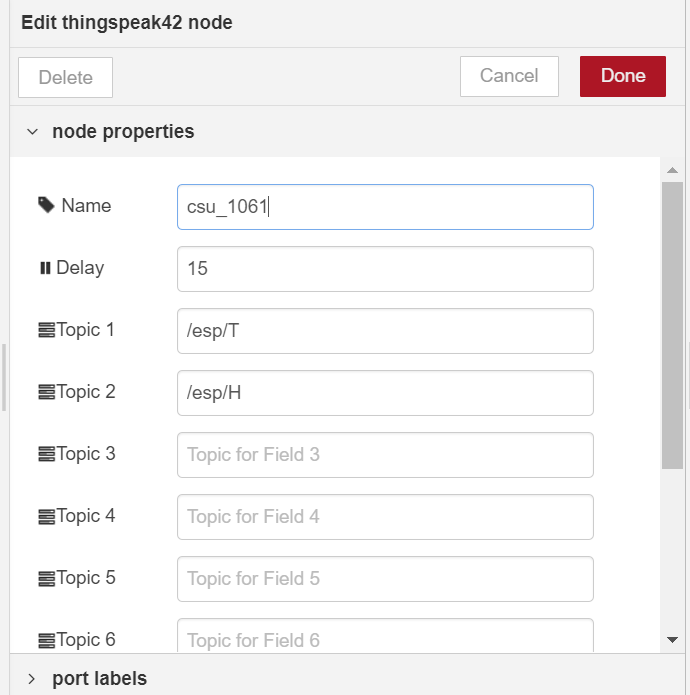 Edit thingspeak42 node
Delete
Cancel
Done
node properties
Name
csu_1061
Delay
15
Topic 1
/esp/T
Topic 2
/esp/H
Topic 3
Topic for Field 3
Topic 4
Topic for Field 4
Topic 5
Topic for Field 5
Topic 6
Topic for Field 6
port labels